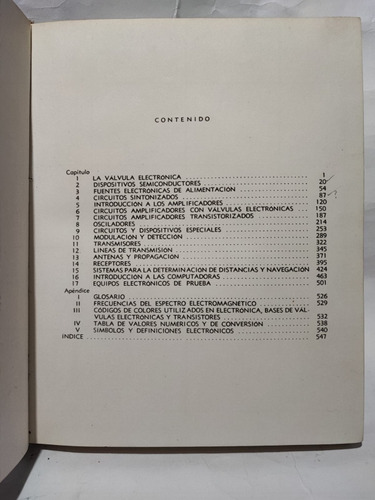 CONTENIDO
Capítulo
1 LA VALVULA ELECTRONICA 1
2 DISPOSITIVOS SEMICONDUCTORES 20
3 FUENTES ELECTRONICAS DE ALIMENTACION 54
4 CIRCUITOS SINTONIZADOS 87
5 INTRODUCCION A LOS AMPLIFICADORES 120
6 CIRCUITOS AMPLIFICADORES CON VALVULAS ELECTRONICAS 150
7 CIRCUITOS AMPLIFICADORES TRANSISTORIZADOS 187
8 OSCILADORES 214
9 CIRCUITOS Y DISPOSITIVOS ESPECIALES 253
10 MODULACION Y DETECCION 289
11 TRANSMISORES 322
12 LINEAS DE TRANSMISION 345
13 ANTENAS Y PROPAGACION 371
14 RECEPTORES 395
15 SISTEMAS PARA LA DETERMINACION DE DISTANCIAS Y NAVEGACION 424
16 INTRODUCCION A LAS COMPUTADORAS 463
17 EQUIPOS ELECTRONICOS DE PRUEBA 501
Apéndice
I GLOSARIO 526
II FRECUENCIAS DEL ESPECTRO ELECTROMAGNETICO 529
III CODIGOS DE COLORES UTILIZADOS EN ELECTRONICA, BASES DE VAL-
VULAS ELECTRONICAS Y TRANSISTORES 532
IV TABLA DE VALORES NUMERICOS Y DE CONVERSION 538
V SIMBOLOS Y DEFINICIONES ELECTRONICOS 540
INDICE 547